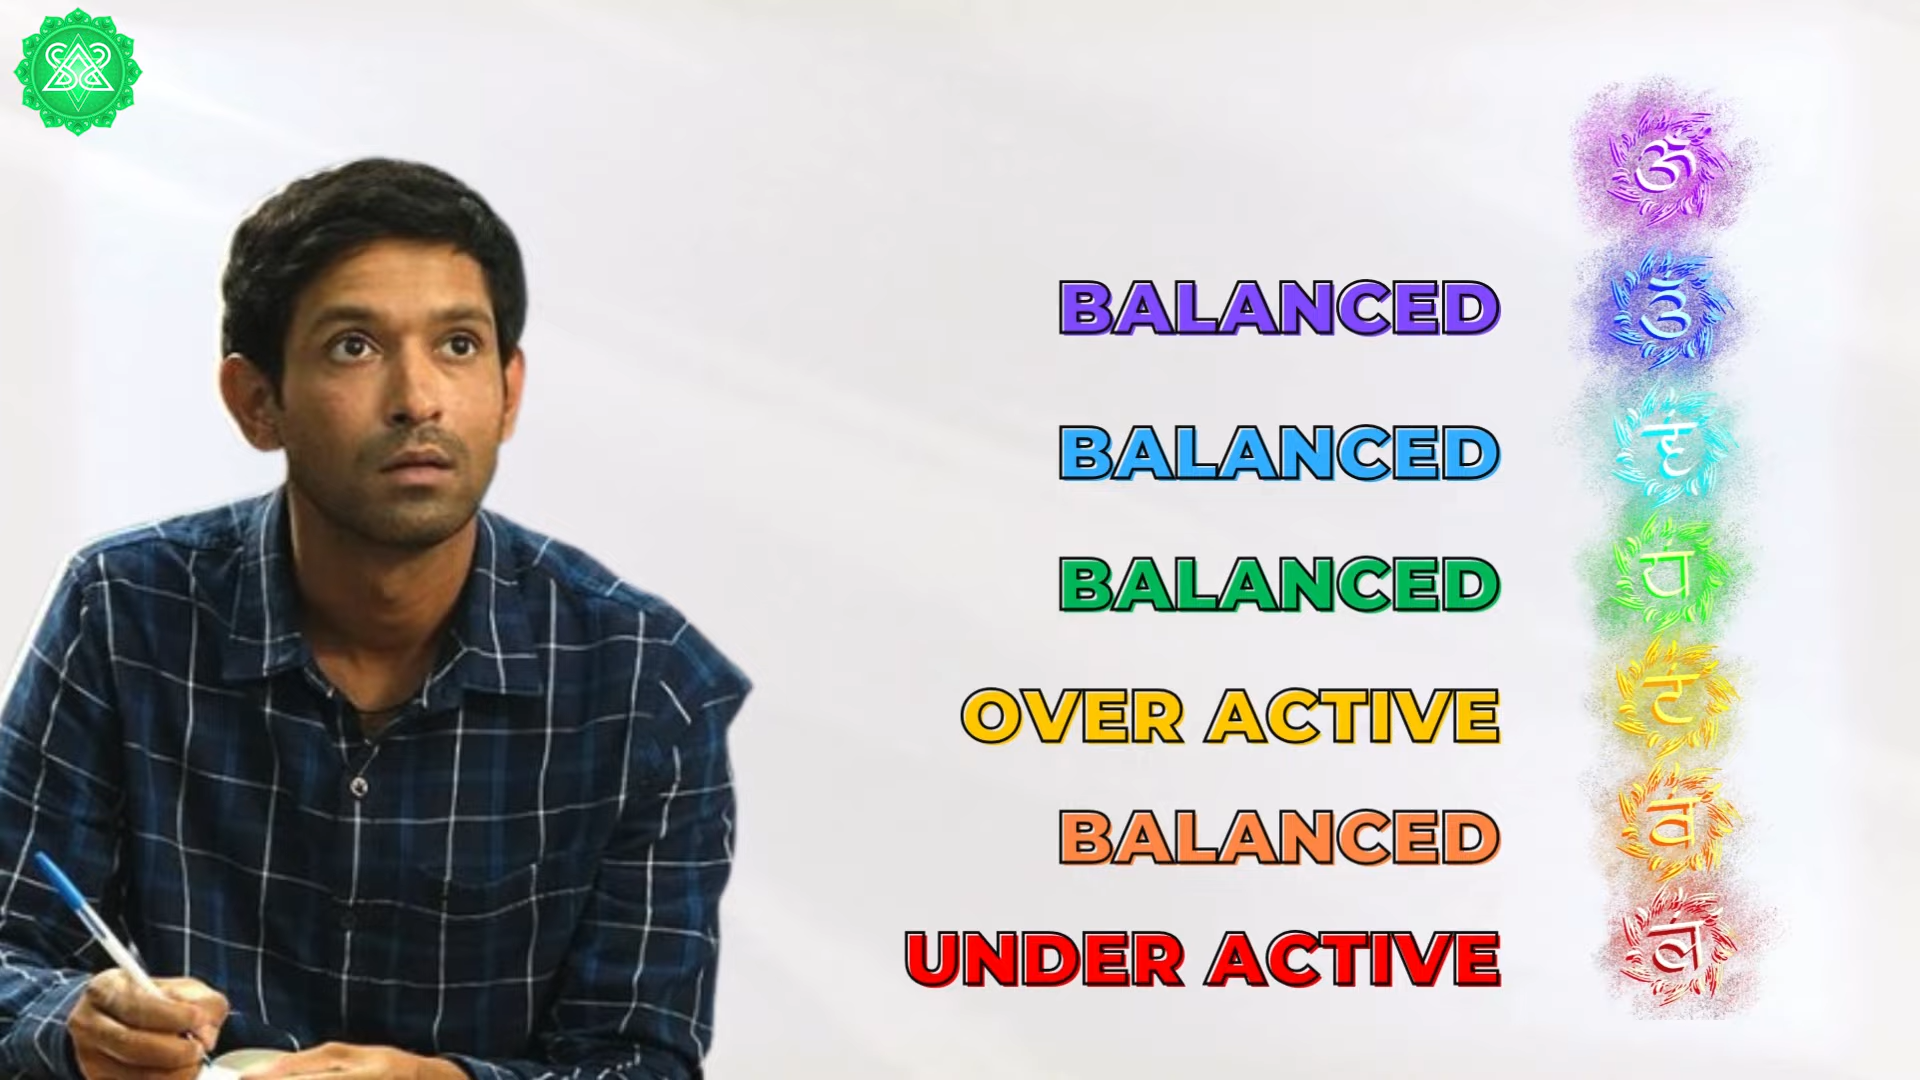 ॐ
BALANCED
ॐ
BALANCED
हं
BALANCED
यं
OVER ACTIVE
रं
BALANCED
वं
UNDER ACTIVE
लं